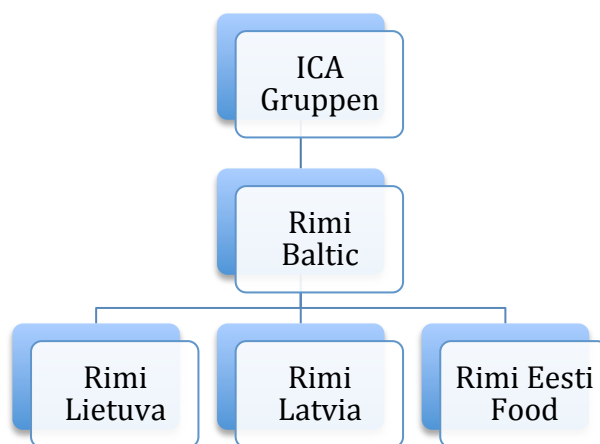 ICA
Gruppen
Rimi
Baltic
Rimi
Lietuva
Rimi
Latvia
Rimi Eesti
Food